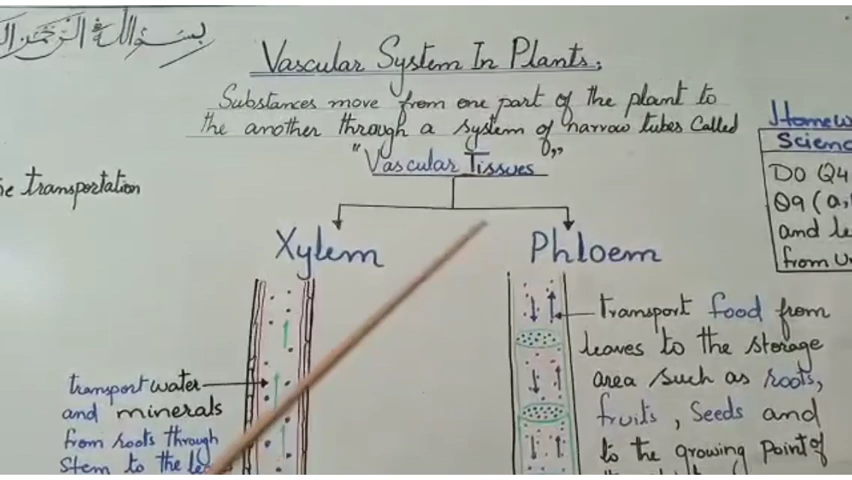 بسم اللہ الرحمن ال
Vascular System In Plants:
Substances move from one part of the plant to
the another through a system of narrow tubes Called
"Vascular Tissues"
transportation
Homew
Scienc
DO Q4
Q9 (a,
and le
from U
Xylem
Phloem
transport water
and minerals
from roots through
Stem to the le
transport food from
leaves to the storage
area such as roots,
fruits, Seeds and
to the growing point of